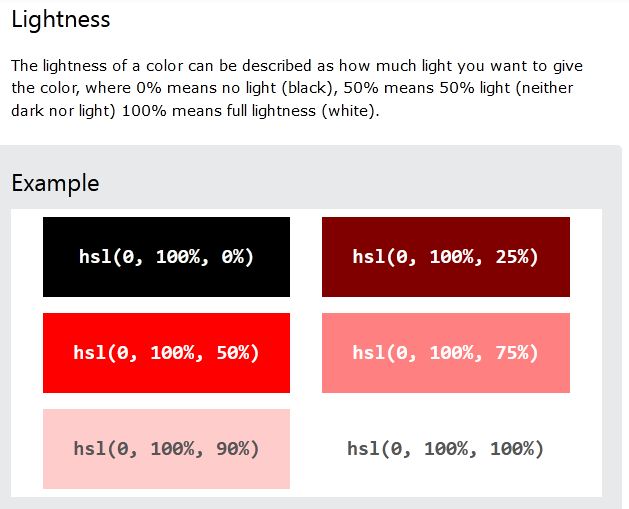 Lightness
The lightness of a color can be described as how much light you want to give
the color, where 0% means no light (black), 50% means 50% light (neither
dark nor light) 100% means full lightness (white).
Example
hsl(0, 100%, 0%)
hsl(0, 100%, 25%)
hsl(0, 100%, 50%)
hsl(0, 100%, 75%)
hsl(0, 100%, 90%)
hsl(0, 100%, 100%)